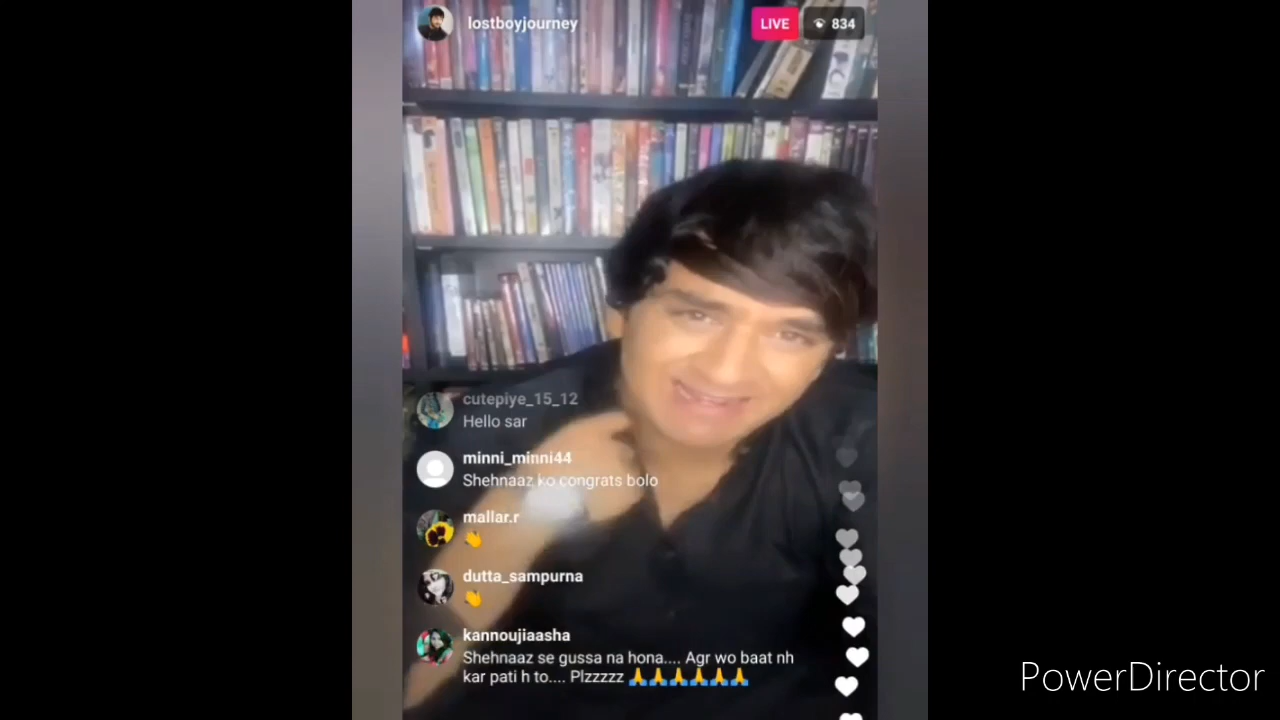 lostboyjourney
LIVE
834
cutepiye_15_12
Hello sar
minni_minni44
Shehnaaz ko congrats bolo
mallar.r
👏
dutta_sampurna
👏
kannoujiaasha
Shehnaaz se gussa na hona.... Agr wo baat nh
kar pati h to.... Plzzzzz 🙏🙏🙏🙏🙏🙏
PowerDirector